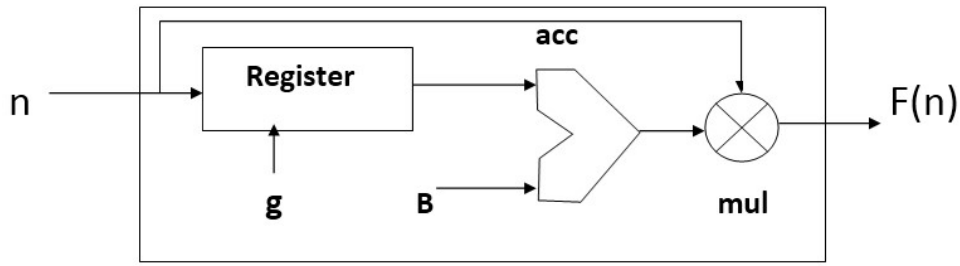 acc
Register
n
F(n)
g
B
mul